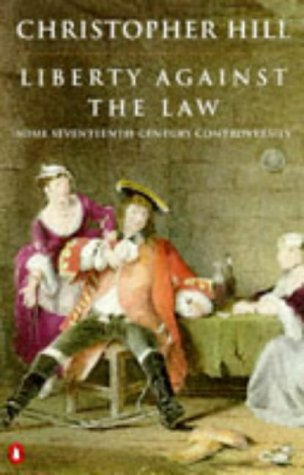 CHRISTOPHER HILL
LIBERTY AGAINST
THE LAW
SOME SEVENTEENTH-CENTURY CONTROVERSIES